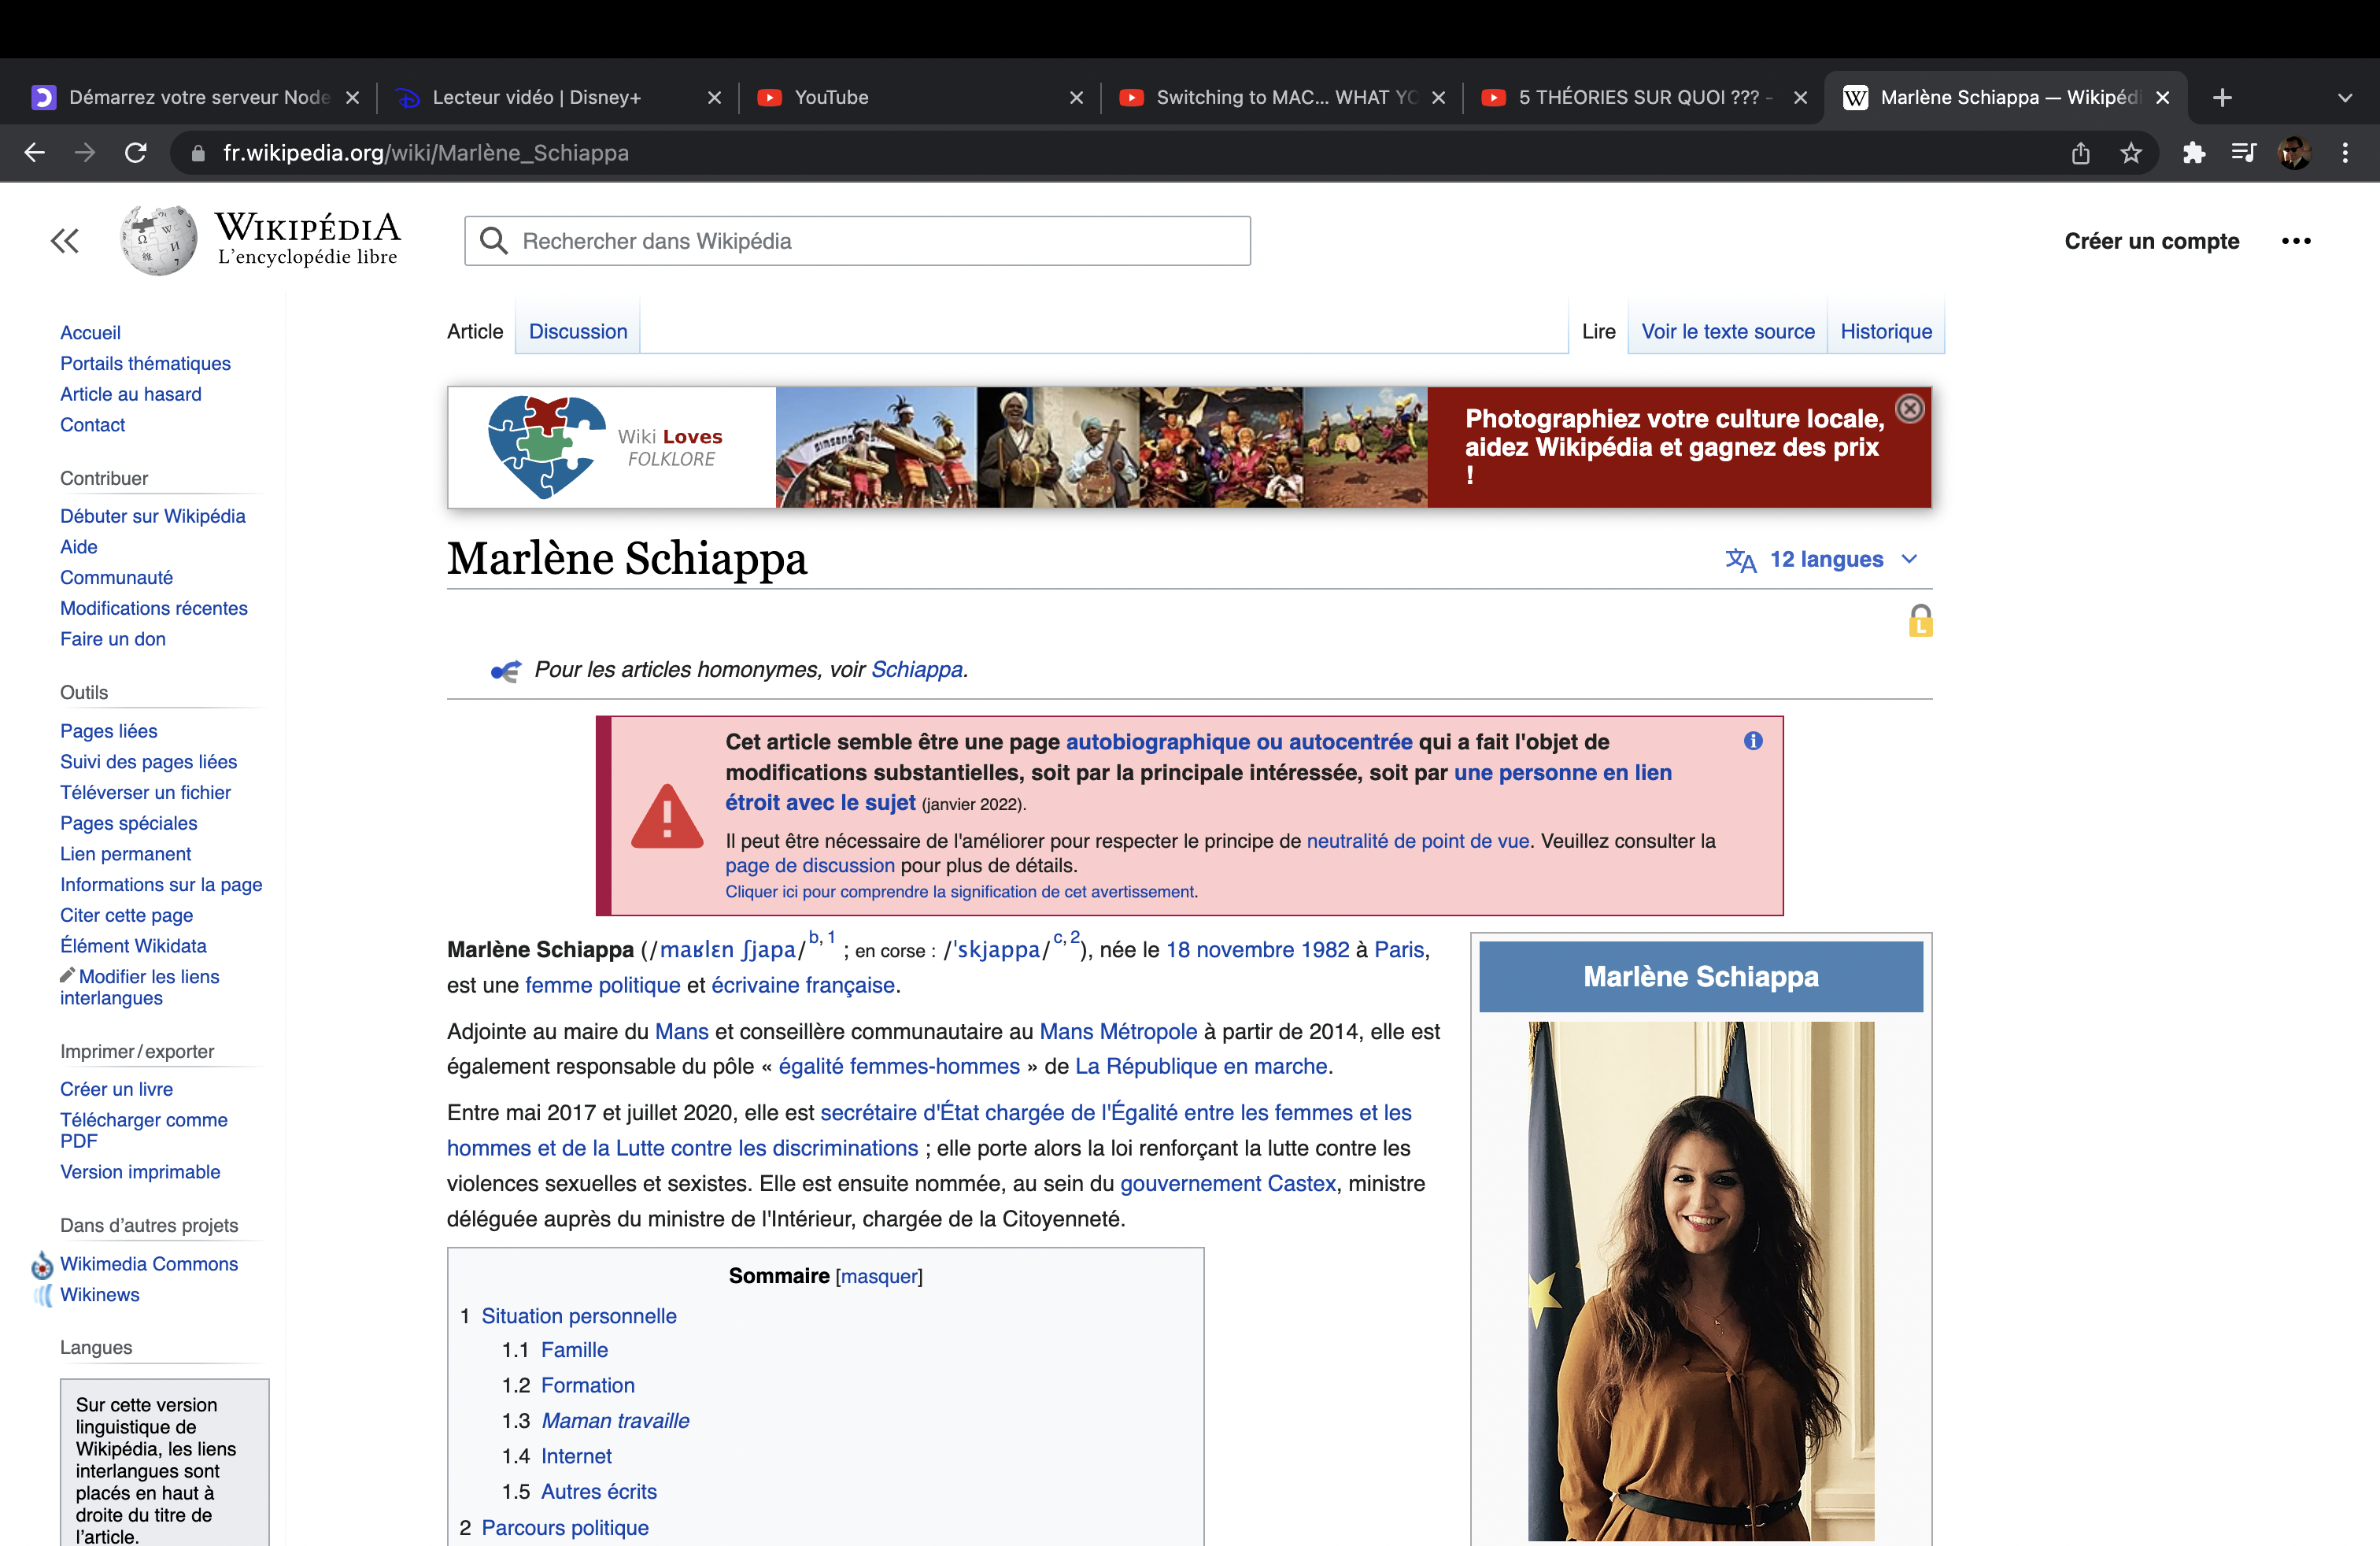 Démarrez votre serveur Node
Lecteur vidéo | Disney+
YouTube
Switching to MAC... WHAT YO
5 THÉORIES SUR QUOI ??? -
Marlène Schiappa — Wikipédi
fr.wikipedia.org/wiki/Marlène_Schiappa
WIKIPÉDIA
L'encyclopédie libre
Rechercher dans Wikipédia
Créer un compte
Accueil
Portails thématiques
Article au hasard
Contact
Contribuer
Débuter sur Wikipédia
Aide
Communauté
Modifications récentes
Faire un don
Outils
Pages liées
Suivi des pages liées
Téléverser un fichier
Pages spéciales
Lien permanent
Informations sur la page
Citer cette page
Élément Wikidata
Modifier les liens
interlangues
Imprimer / exporter
Créer un livre
Télécharger comme
PDF
Version imprimable
Dans d'autres projets
Wikimedia Commons
Wikinews
Langues
Sur cette version
linguistique de
Wikipédia, les liens
interlangues sont
placés en haut à
droite du titre de
l'article.
Article Discussion
Lire Voir le texte source Historique
Wiki Loves
FOLKLORE
Photographiez votre culture locale,
aidez Wikipédia et gagnez des prix
!
Marlène Schiappa
12 langues
L
Pour les articles homonymes, voir Schiappa.
Cet article semble être une page autobiographique ou autocentrée qui a fait l'objet de
modifications substantielles, soit par la principale intéressée, soit par une personne en lien
étroit avec le sujet (janvier 2022).
Il peut être nécessaire de l'améliorer pour respecter le principe de neutralité de point de vue. Veuillez consulter la
page de discussion pour plus de détails.
Cliquer ici pour comprendre la signification de cet avertissement.
Marlène Schiappa (/maʁlɛn ʃjapa/b, 1 ; en corse : /ˈskjappa/c, 2), née le 18 novembre 1982 à Paris,
est une femme politique et écrivaine française.
Adjointe au maire du Mans et conseillère communautaire au Mans Métropole à partir de 2014, elle est
également responsable du pôle « égalité femmes-hommes » de La République en marche.
Entre mai 2017 et juillet 2020, elle est secrétaire d'État chargée de l'Égalité entre les femmes et les
hommes et de la Lutte contre les discriminations ; elle porte alors la loi renforçant la lutte contre les
violences sexuelles et sexistes. Elle est ensuite nommée, au sein du gouvernement Castex, ministre
déléguée auprès du ministre de l'Intérieur, chargée de la Citoyenneté.
Sommaire [masquer]
1 Situation personnelle
1.1 Famille
1.2 Formation
1.3 Maman travaille
1.4 Internet
1.5 Autres écrits
2 Parcours politique
Marlène Schiappa